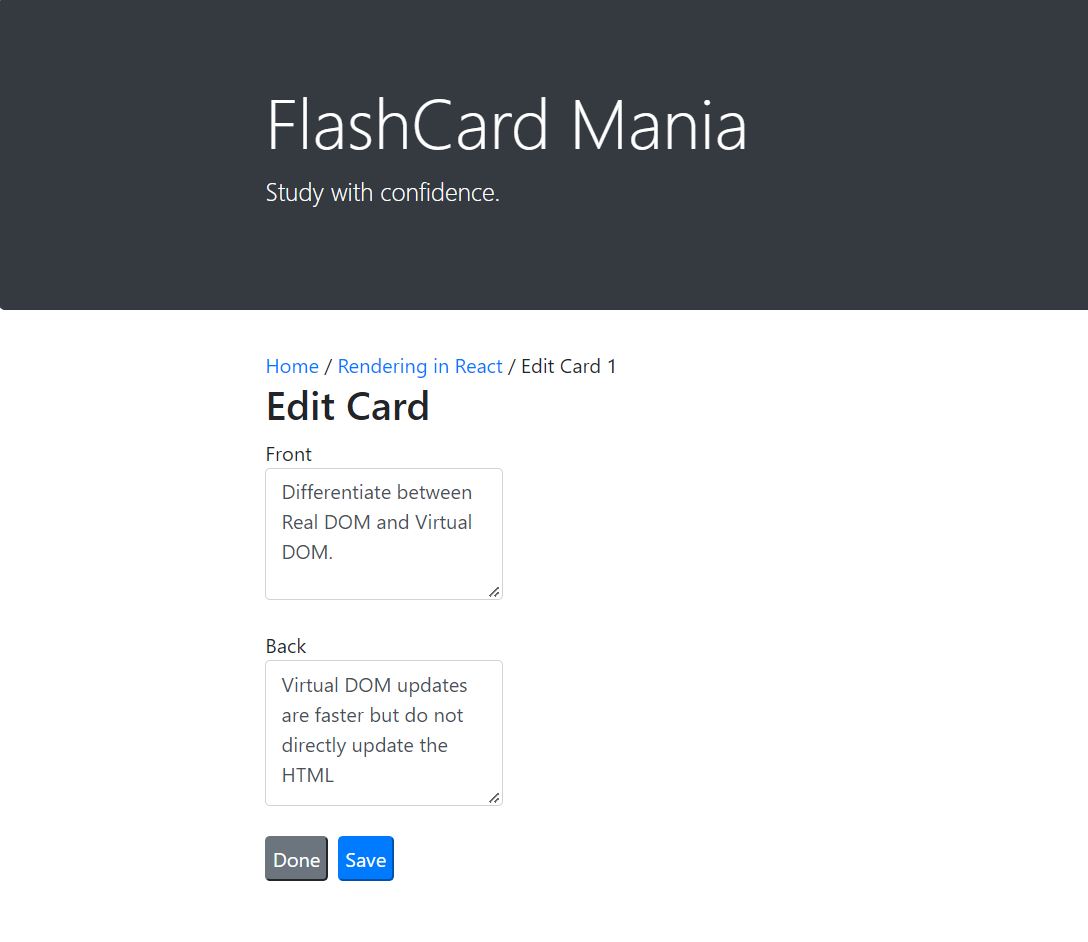 FlashCard Mania
Study with confidence.
Home / Rendering in React / Edit Card 1
Edit Card
Front
Differentiate between
Real DOM and Virtual
DOM.
Back
Virtual DOM updates
are faster but do not
directly update the
HTML
Done Save